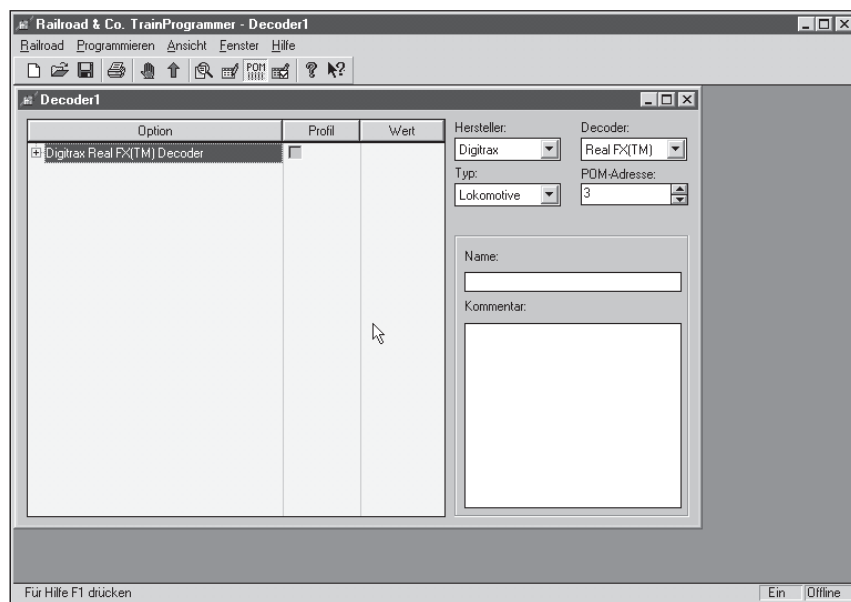 Railroad & Co. TrainProgrammer - Decoder1
Railroad Programmieren Ansicht Fenster Hilfe
POM
Decoder1
Option Profil Wert
Digitrax Real FX(TM) Decoder
Hersteller: Decoder:
Digitrax Real FX(TM)
Typ: POM-Adresse:
Lokomotive 3
Name:
Kommentar:
Für Hilfe F1 drücken Ein Offline